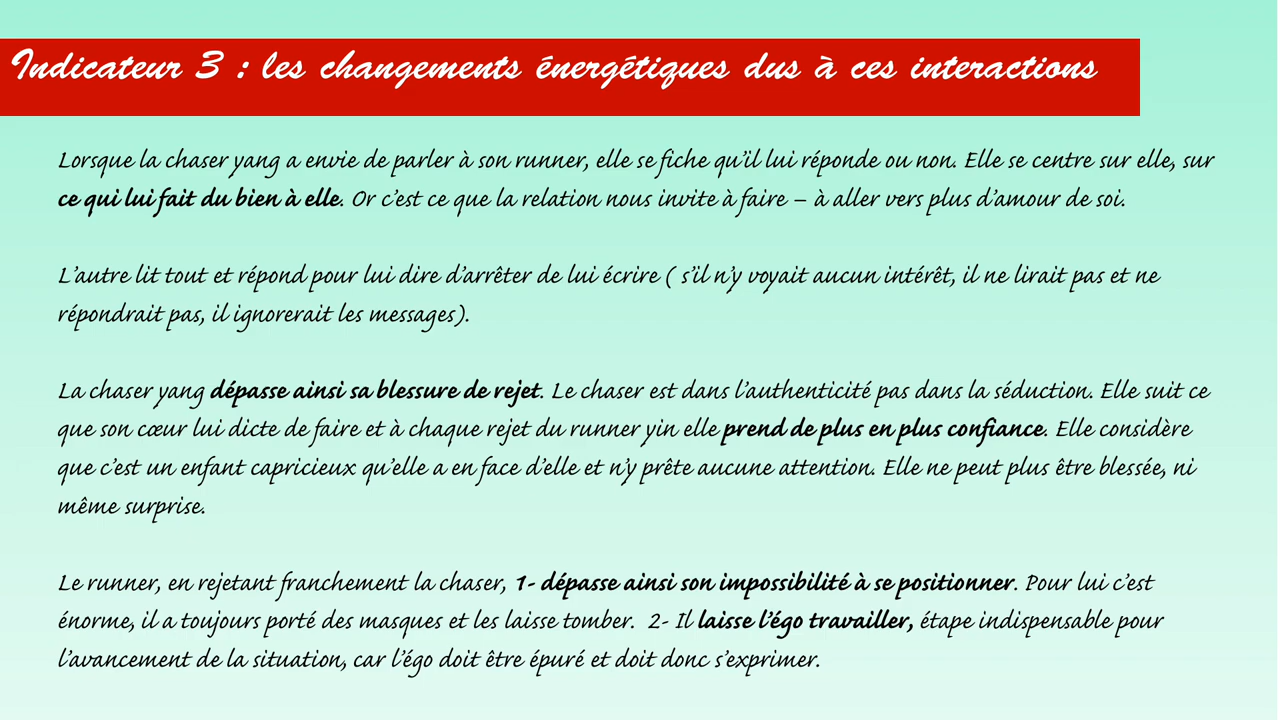 Indicateur 3 : les changements énergétiques dus à ces interactions
Lorsque la chaser yang a envie de parler à son runner, elle se fiche qu'il lui réponde ou non. Elle se centre sur elle, sur
ce qui lui fait du bien à elle. Or c'est ce que la relation nous invite à faire – à aller vers plus d'amour de soi.
L'autre lit tout et répond pour lui dire d'arrêter de lui écrire ( s'il n'y voyait aucun intérêt, il ne lirait pas et ne
répondrait pas, il ignorerait les messages).
La chaser yang dépasse ainsi sa blessure de rejet. Le chaser est dans l'authenticité pas dans la séduction. Elle suit ce
que son cœur lui dicte de faire et à chaque rejet du runner yin elle prend de plus en plus confiance. Elle considère
que c'est un enfant capricieux qu'elle a en face d'elle et n'y prête aucune attention. Elle ne peut plus être blessée, ni
même surprise.
Le runner, en rejetant franchement la chaser, 1- dépasse ainsi son impossibilité à se positionner. Pour lui c'est
énorme, il a toujours porté des masques et les laisse tomber. 2- Il laisse l'égo travailler, étape indispensable pour
l'avancement de la situation, car l'égo doit être épuré et doit donc s'exprimer.